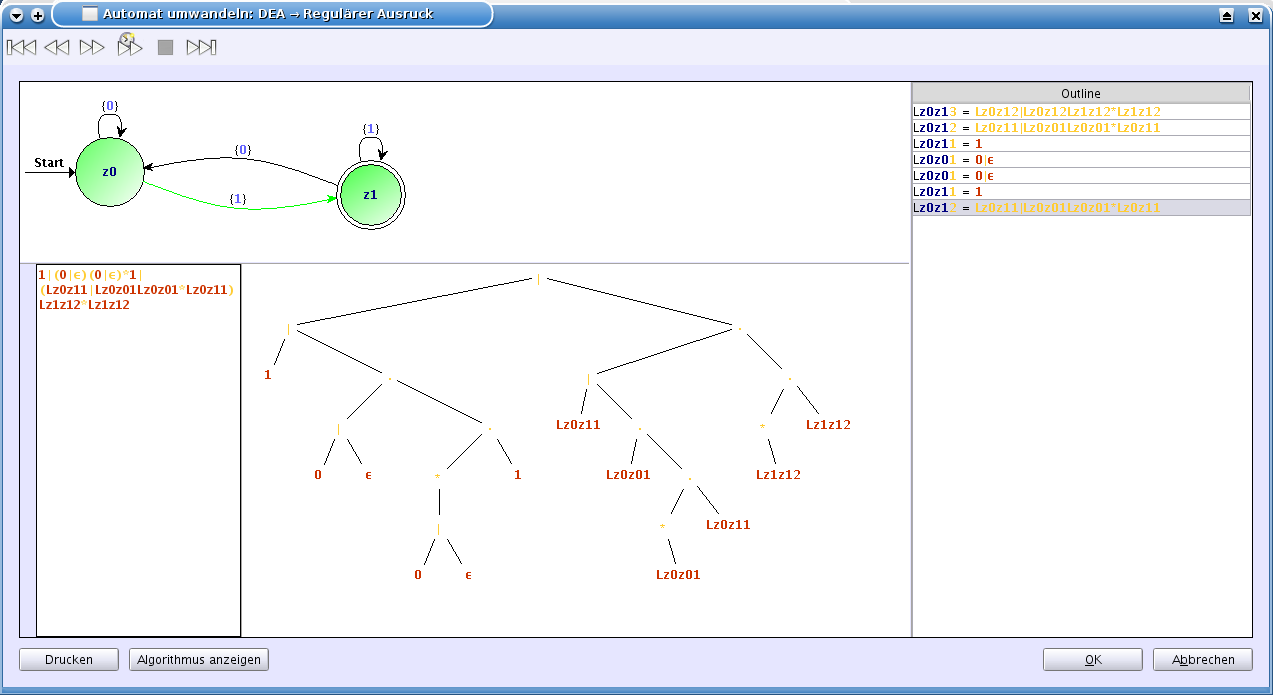 Automat umwandeln: DEA → Regulärer Ausruck
{0}
{1}
{0}
Start
z0
z1
{1}
1|(0|ϵ)(0|ϵ)*1|
(Lz0z11|Lz0z01Lz0z01*Lz0z11)
Lz1z12*Lz1z12
|
| ·
1 · | ·
| · Lz0z11 · * Lz1z12
0 ϵ * 1 Lz0z01 · Lz1z12
| * Lz0z11
0 ϵ Lz0z01
Outline
Lz0z13 = Lz0z12|Lz0z12Lz1z12*Lz1z12
Lz0z12 = Lz0z11|Lz0z01Lz0z01*Lz0z11
Lz0z11 = 1
Lz0z01 = 0|ϵ
Lz0z01 = 0|ϵ
Lz0z11 = 1
Lz0z12 = Lz0z11|Lz0z01Lz0z01*Lz0z11
Drucken
Algorithmus anzeigen
OK
Abbrechen